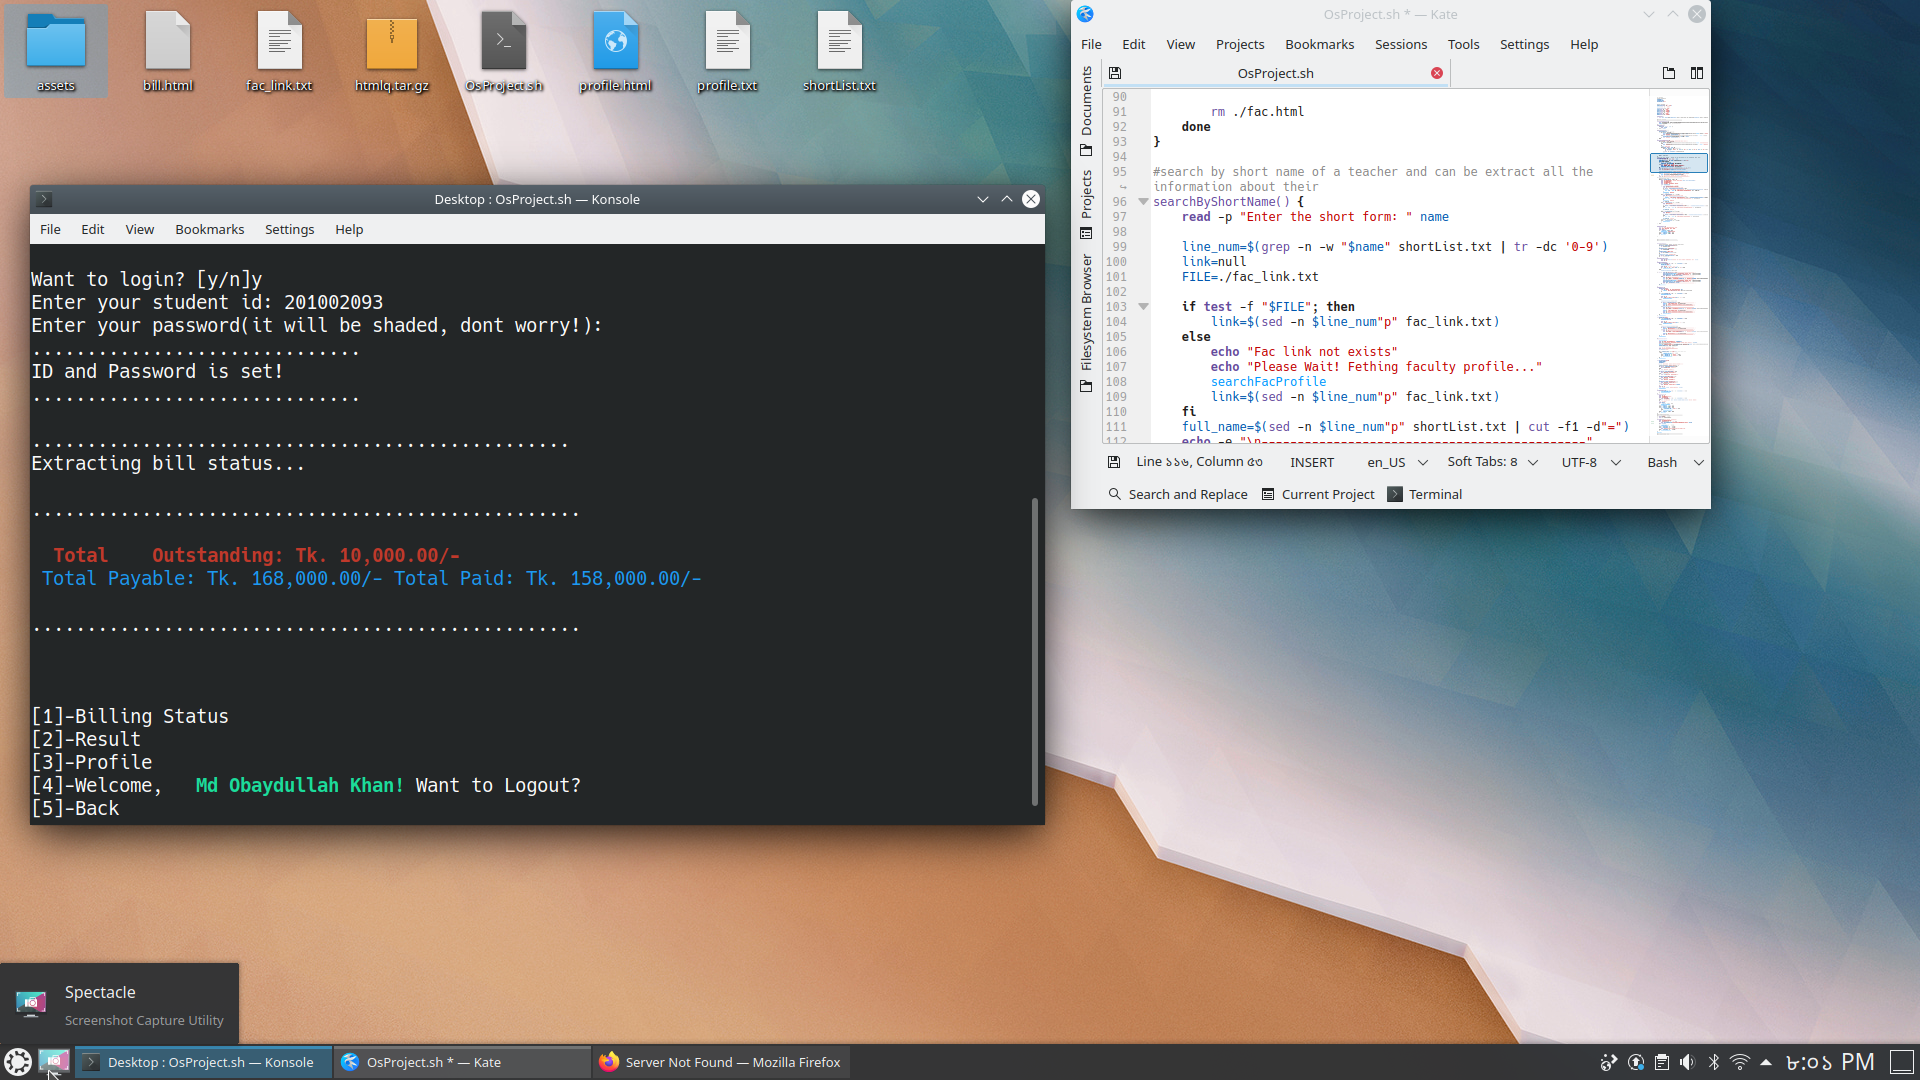 assets
bill.html
fac_link.txt
htmlq.tar.gz
OsProject.sh
profile.html
profile.txt
shortList.txt
Desktop : OsProject.sh — Konsole
File Edit View Bookmarks Settings Help
Want to login? [y/n]y
Enter your student id: 201002093
Enter your password(it will be shaded, dont worry!):
..............................
ID and Password is set!
..............................
.................................................
Extracting bill status...
..................................................
Total    Outstanding: Tk. 10,000.00/-
Total Payable: Tk. 168,000.00/- Total Paid: Tk. 158,000.00/-
..................................................
[1]-Billing Status
[2]-Result
[3]-Profile
[4]-Welcome,   Md Obaydullah Khan! Want to Logout?
[5]-Back
OsProject.sh * — Kate
File Edit View Projects Bookmarks Sessions Tools Settings Help
Documents
Projects
Filesystem Browser
OsProject.sh
90
91 rm ./fac.html
92 done
93 }
94
95 #search by short name of a teacher and can be extract all the
information about their
96 searchByShortName() {
97 read -p "Enter the short form: " name
98
99 line_num=$(grep -n -w "$name" shortList.txt | tr -dc '0-9')
100 link=null
101 FILE=./fac_link.txt
102
103 if test -f "$FILE"; then
104 link=$(sed -n $line_num"p" fac_link.txt)
105 else
106 echo "Fac link not exists"
107 echo "Please Wait! Fething faculty profile..."
108 searchFacProfile
109 link=$(sed -n $line_num"p" fac_link.txt)
110 fi
111 full_name=$(sed -n $line_num"p" shortList.txt | cut -f1 -d"=")
112 echo -e "\n---------------------------------------------"
Line ১১৬, Column ৫৩ INSERT en_US Soft Tabs: 8 UTF-8 Bash
Search and Replace Current Project Terminal
Spectacle
Screenshot Capture Utility
Desktop : OsProject.sh — Konsole
OsProject.sh * — Kate
Server Not Found — Mozilla Firefox
৮:০১ PM